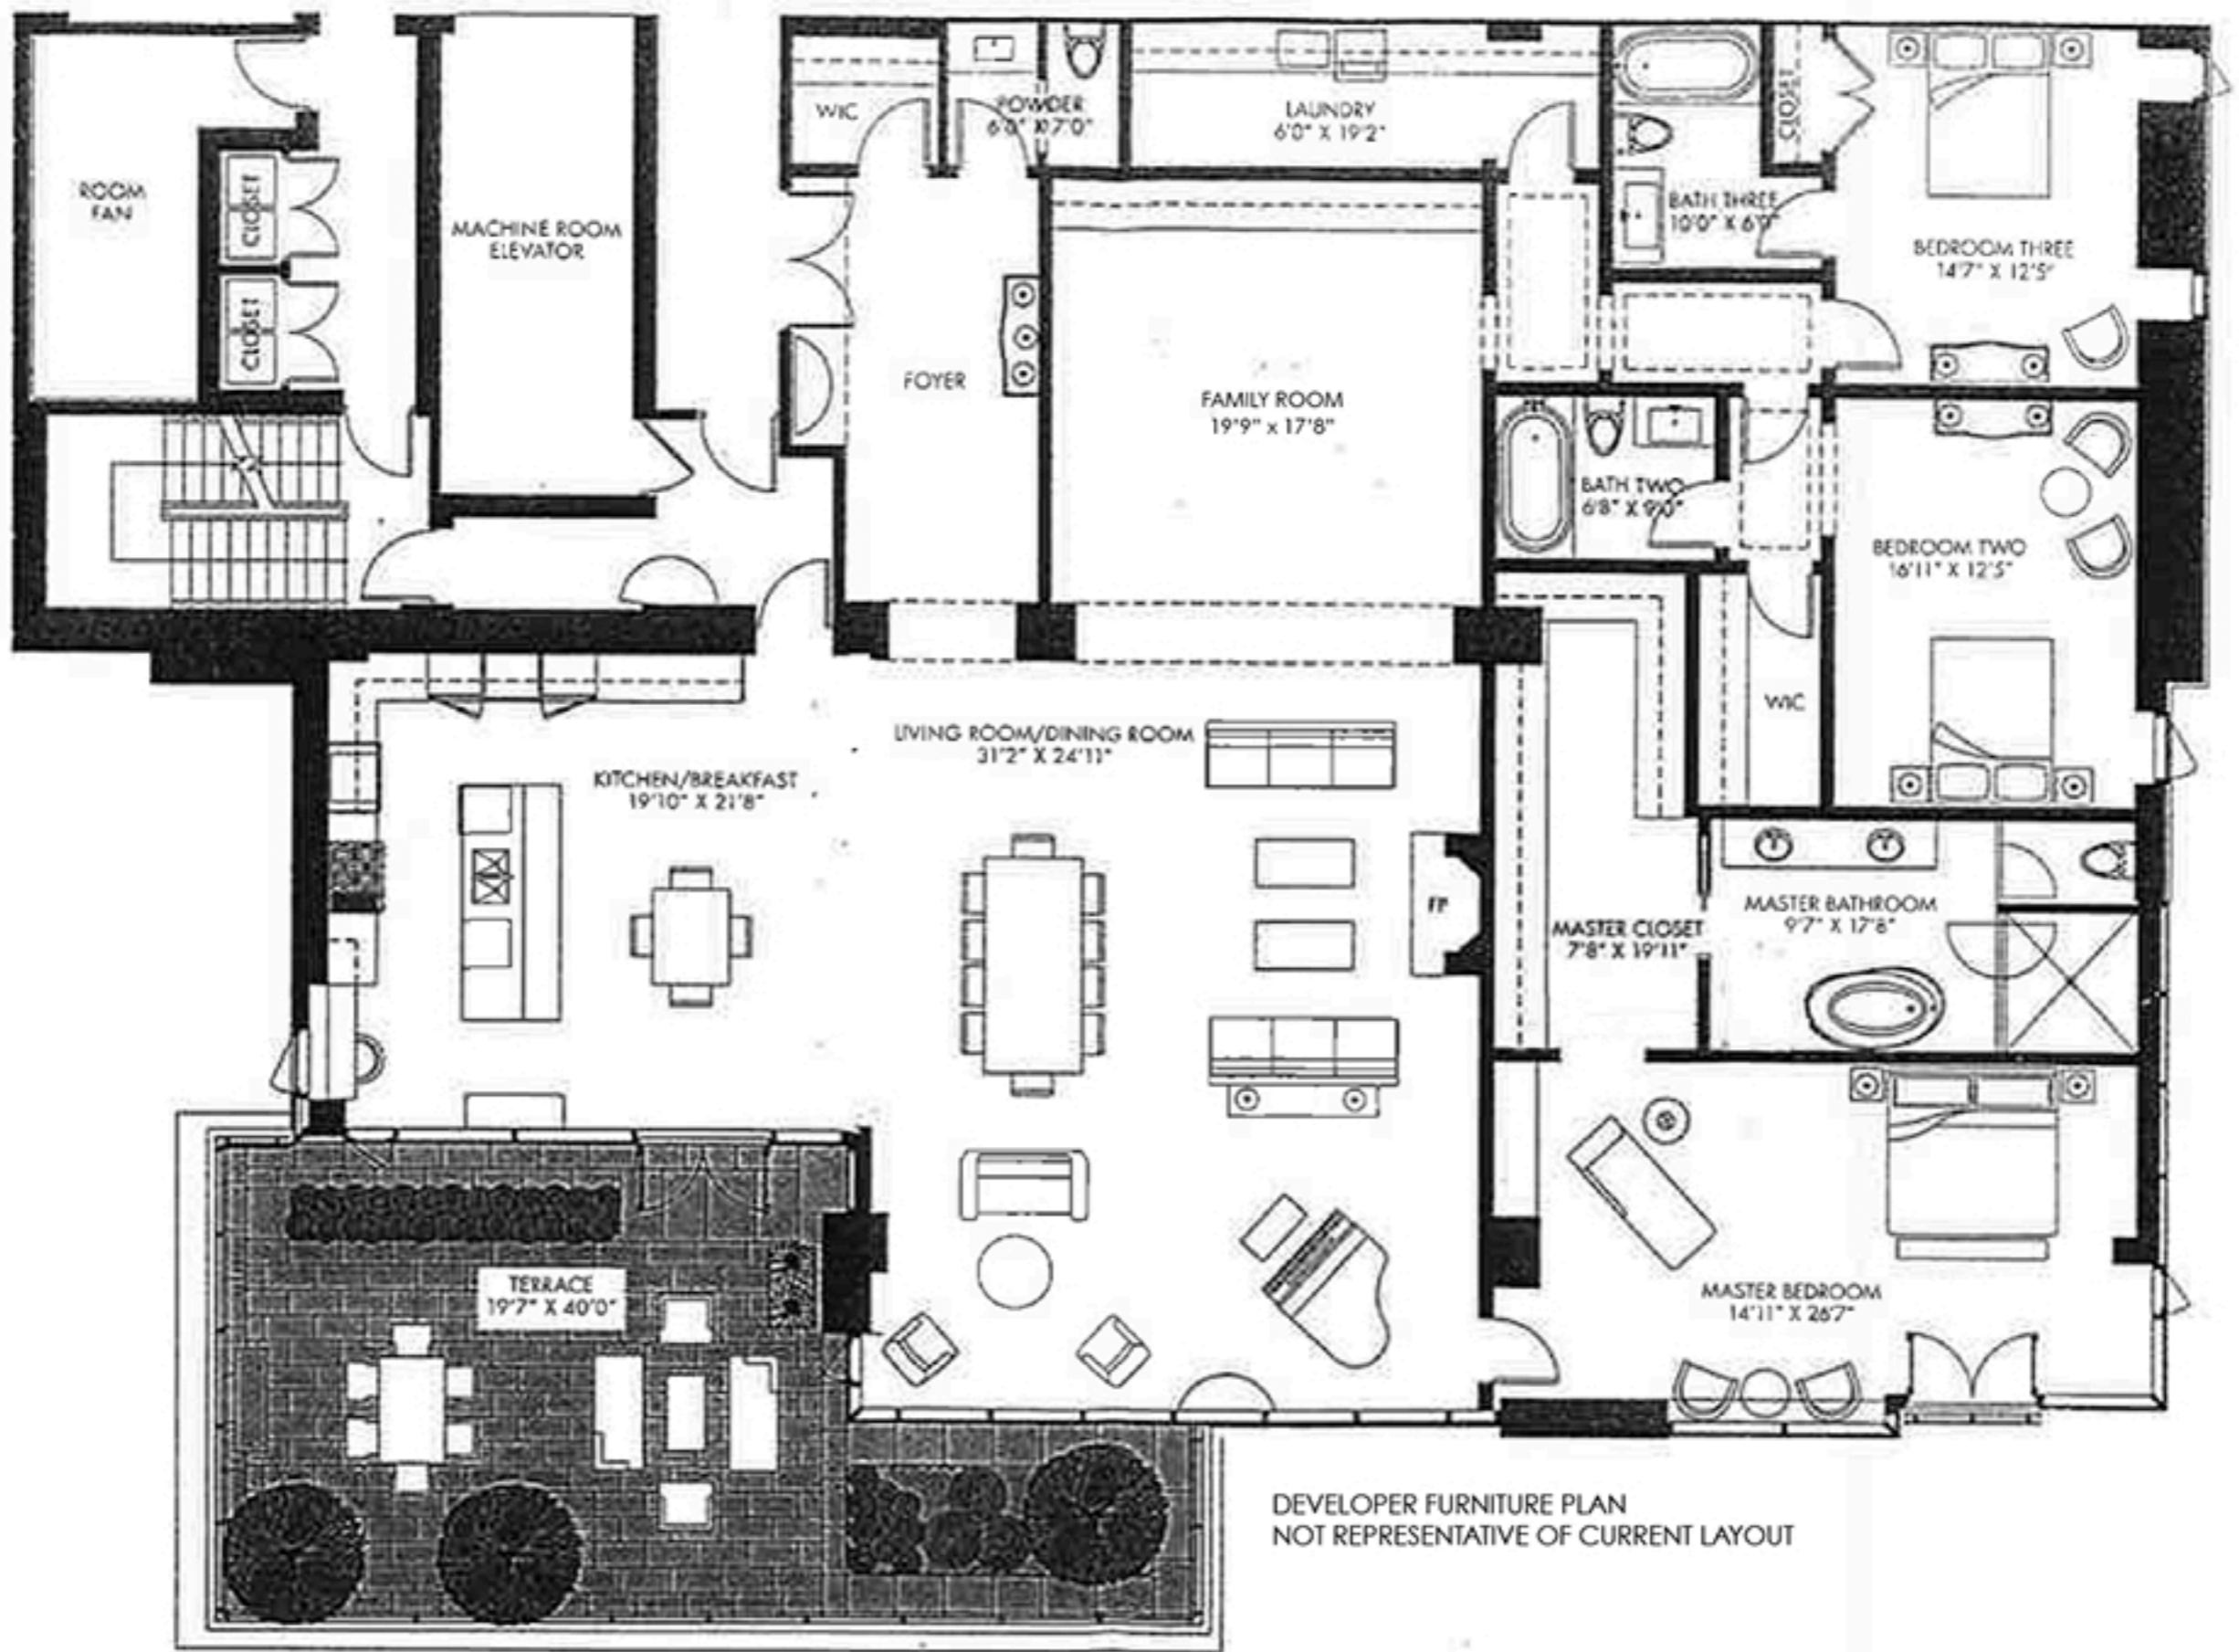 ROOM
FAN
CLOSET
CLOSET
MACHINE ROOM
ELEVATOR
WIC
POWDER
6'8" X 7'0"
LAUNDRY
6'0" X 19'2"
CLOSET
BATH THREE
10'0" X 6'9"
BEDROOM THREE
14'7" X 12'5"
FOYER
FAMILY ROOM
19'9" x 17'8"
BATH TWO
6'8" X 9'0"
BEDROOM TWO
16'11" X 12'5"
WIC
LIVING ROOM/DINING ROOM
31'2" X 24'11"
KITCHEN/BREAKFAST
19'10" X 21'8"
FP
MASTER CLOSET
7'8" X 19'11"
MASTER BATHROOM
9'7" X 17'8"
TERRACE
19'7" X 40'0"
MASTER BEDROOM
14'11" X 26'7"
DEVELOPER FURNITURE PLAN
NOT REPRESENTATIVE OF CURRENT LAYOUT